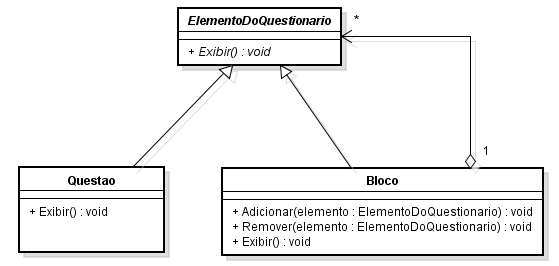 ElementoDoQuestionario
+ Exibir() : void
*
1
Questao
+ Exibir() : void
Bloco
+ Adicionar(elemento : ElementoDoQuestionario) : void
+ Remover(elemento : ElementoDoQuestionario) : void
+ Exibir() : void